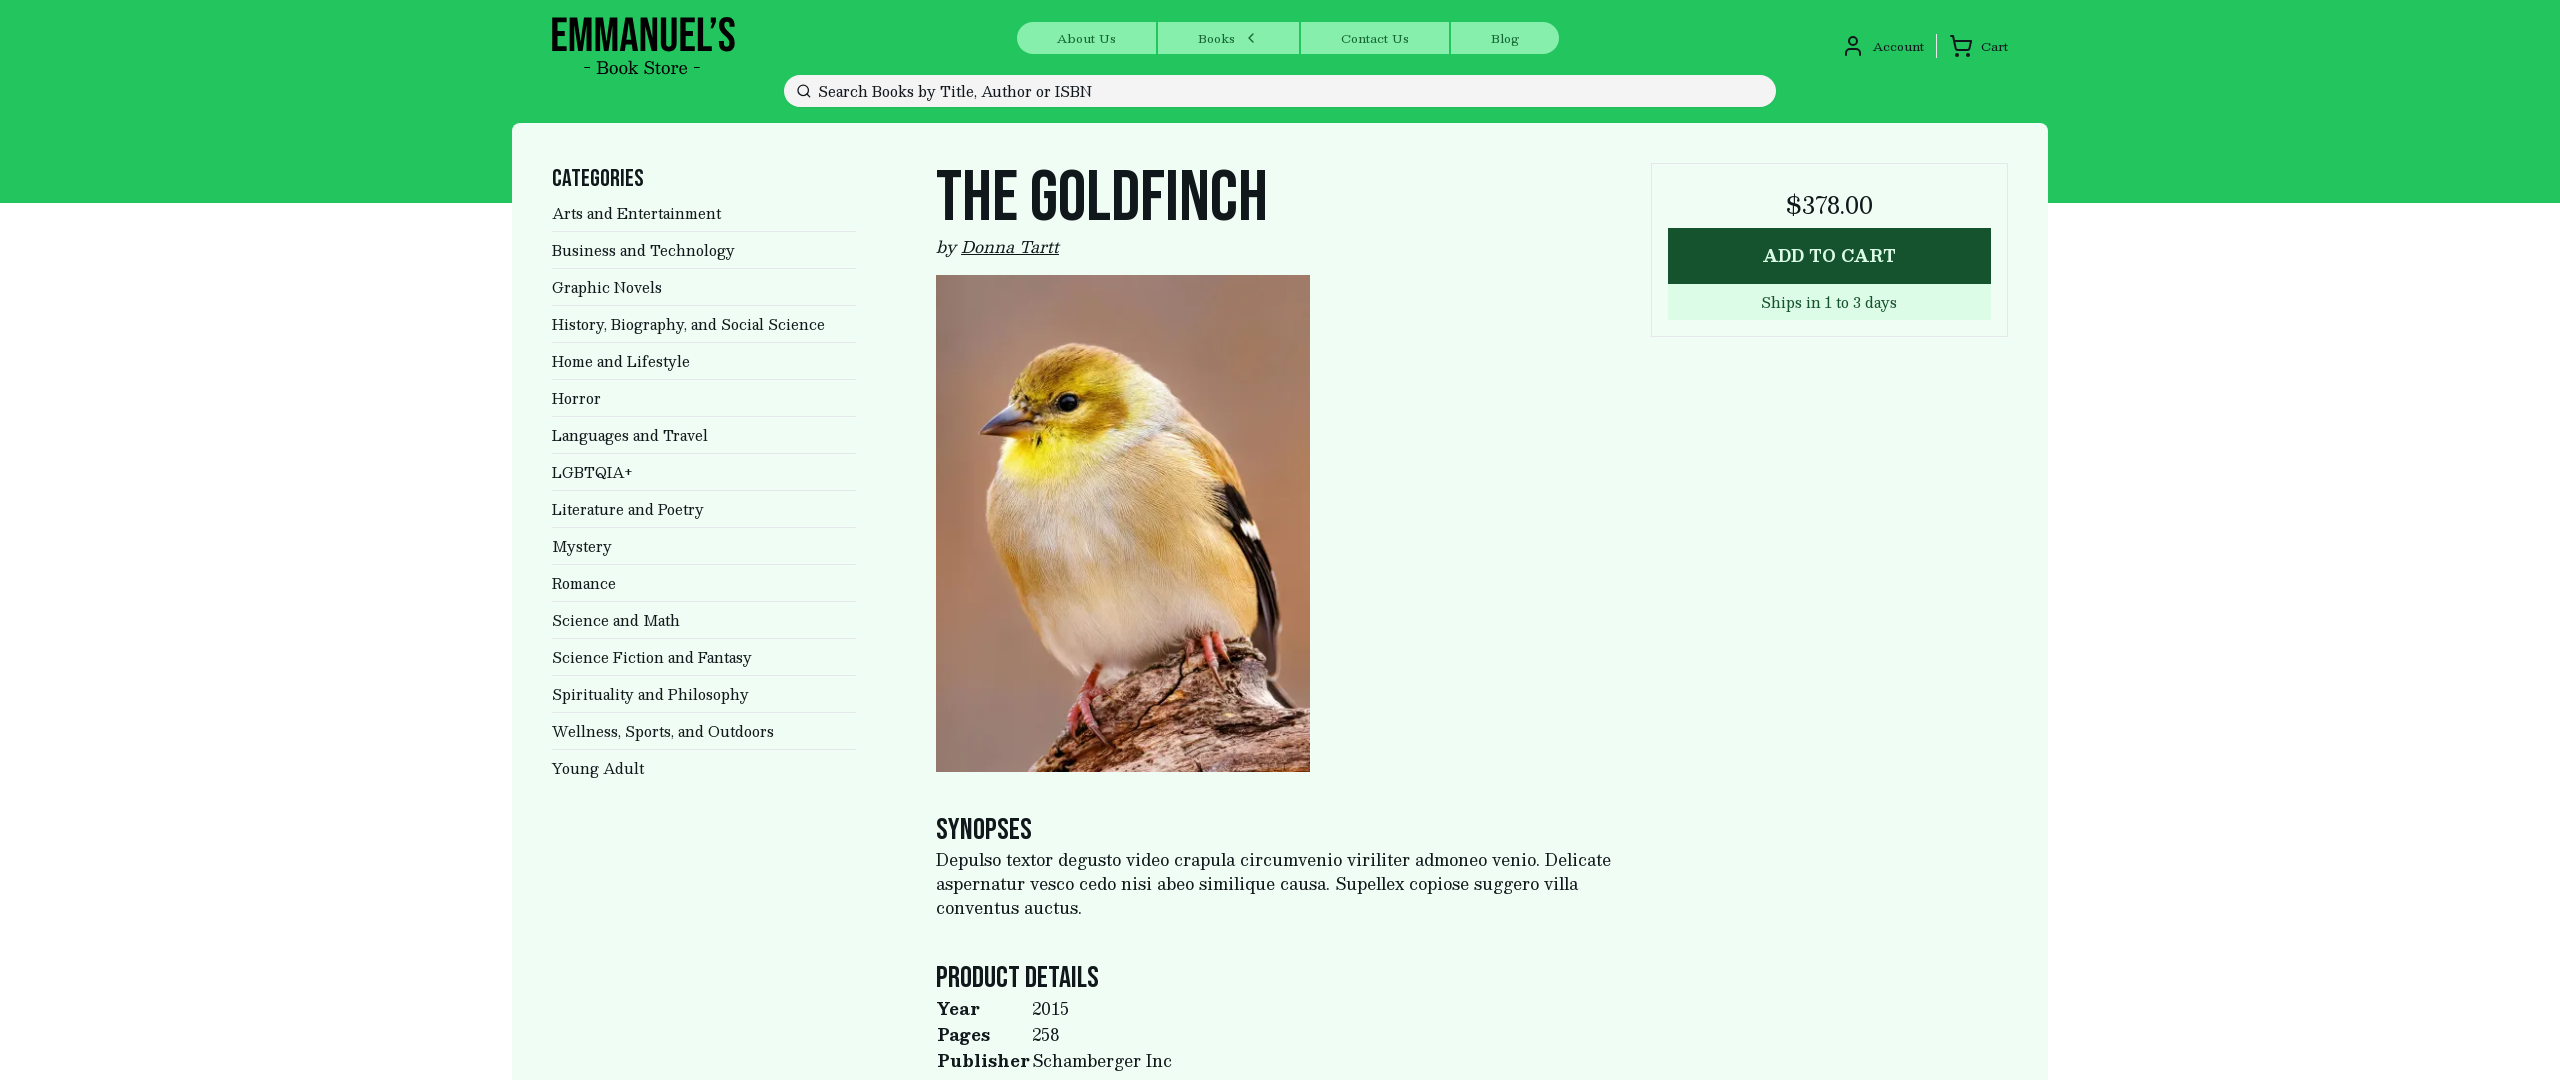 EMMANUEL'S
- Book Store -
About Us
Books
Contact Us
Blog
Account
Cart
Search Books by Title, Author or ISBN
CATEGORIES
Arts and Entertainment
Business and Technology
Graphic Novels
History, Biography, and Social Science
Home and Lifestyle
Horror
Languages and Travel
LGBTQIA+
Literature and Poetry
Mystery
Romance
Science and Math
Science Fiction and Fantasy
Spirituality and Philosophy
Wellness, Sports, and Outdoors
Young Adult
THE GOLDFINCH
by Donna Tartt
SYNOPSES
Depulso textor degusto video crapula circumvenio viriliter admoneo venio. Delicate
aspernatur vesco cedo nisi abeo similique causa. Supellex copiose suggero villa
conventus auctus.
PRODUCT DETAILS
Year 2015
Pages 258
Publisher Schamberger Inc
$378.00
ADD TO CART
Ships in 1 to 3 days